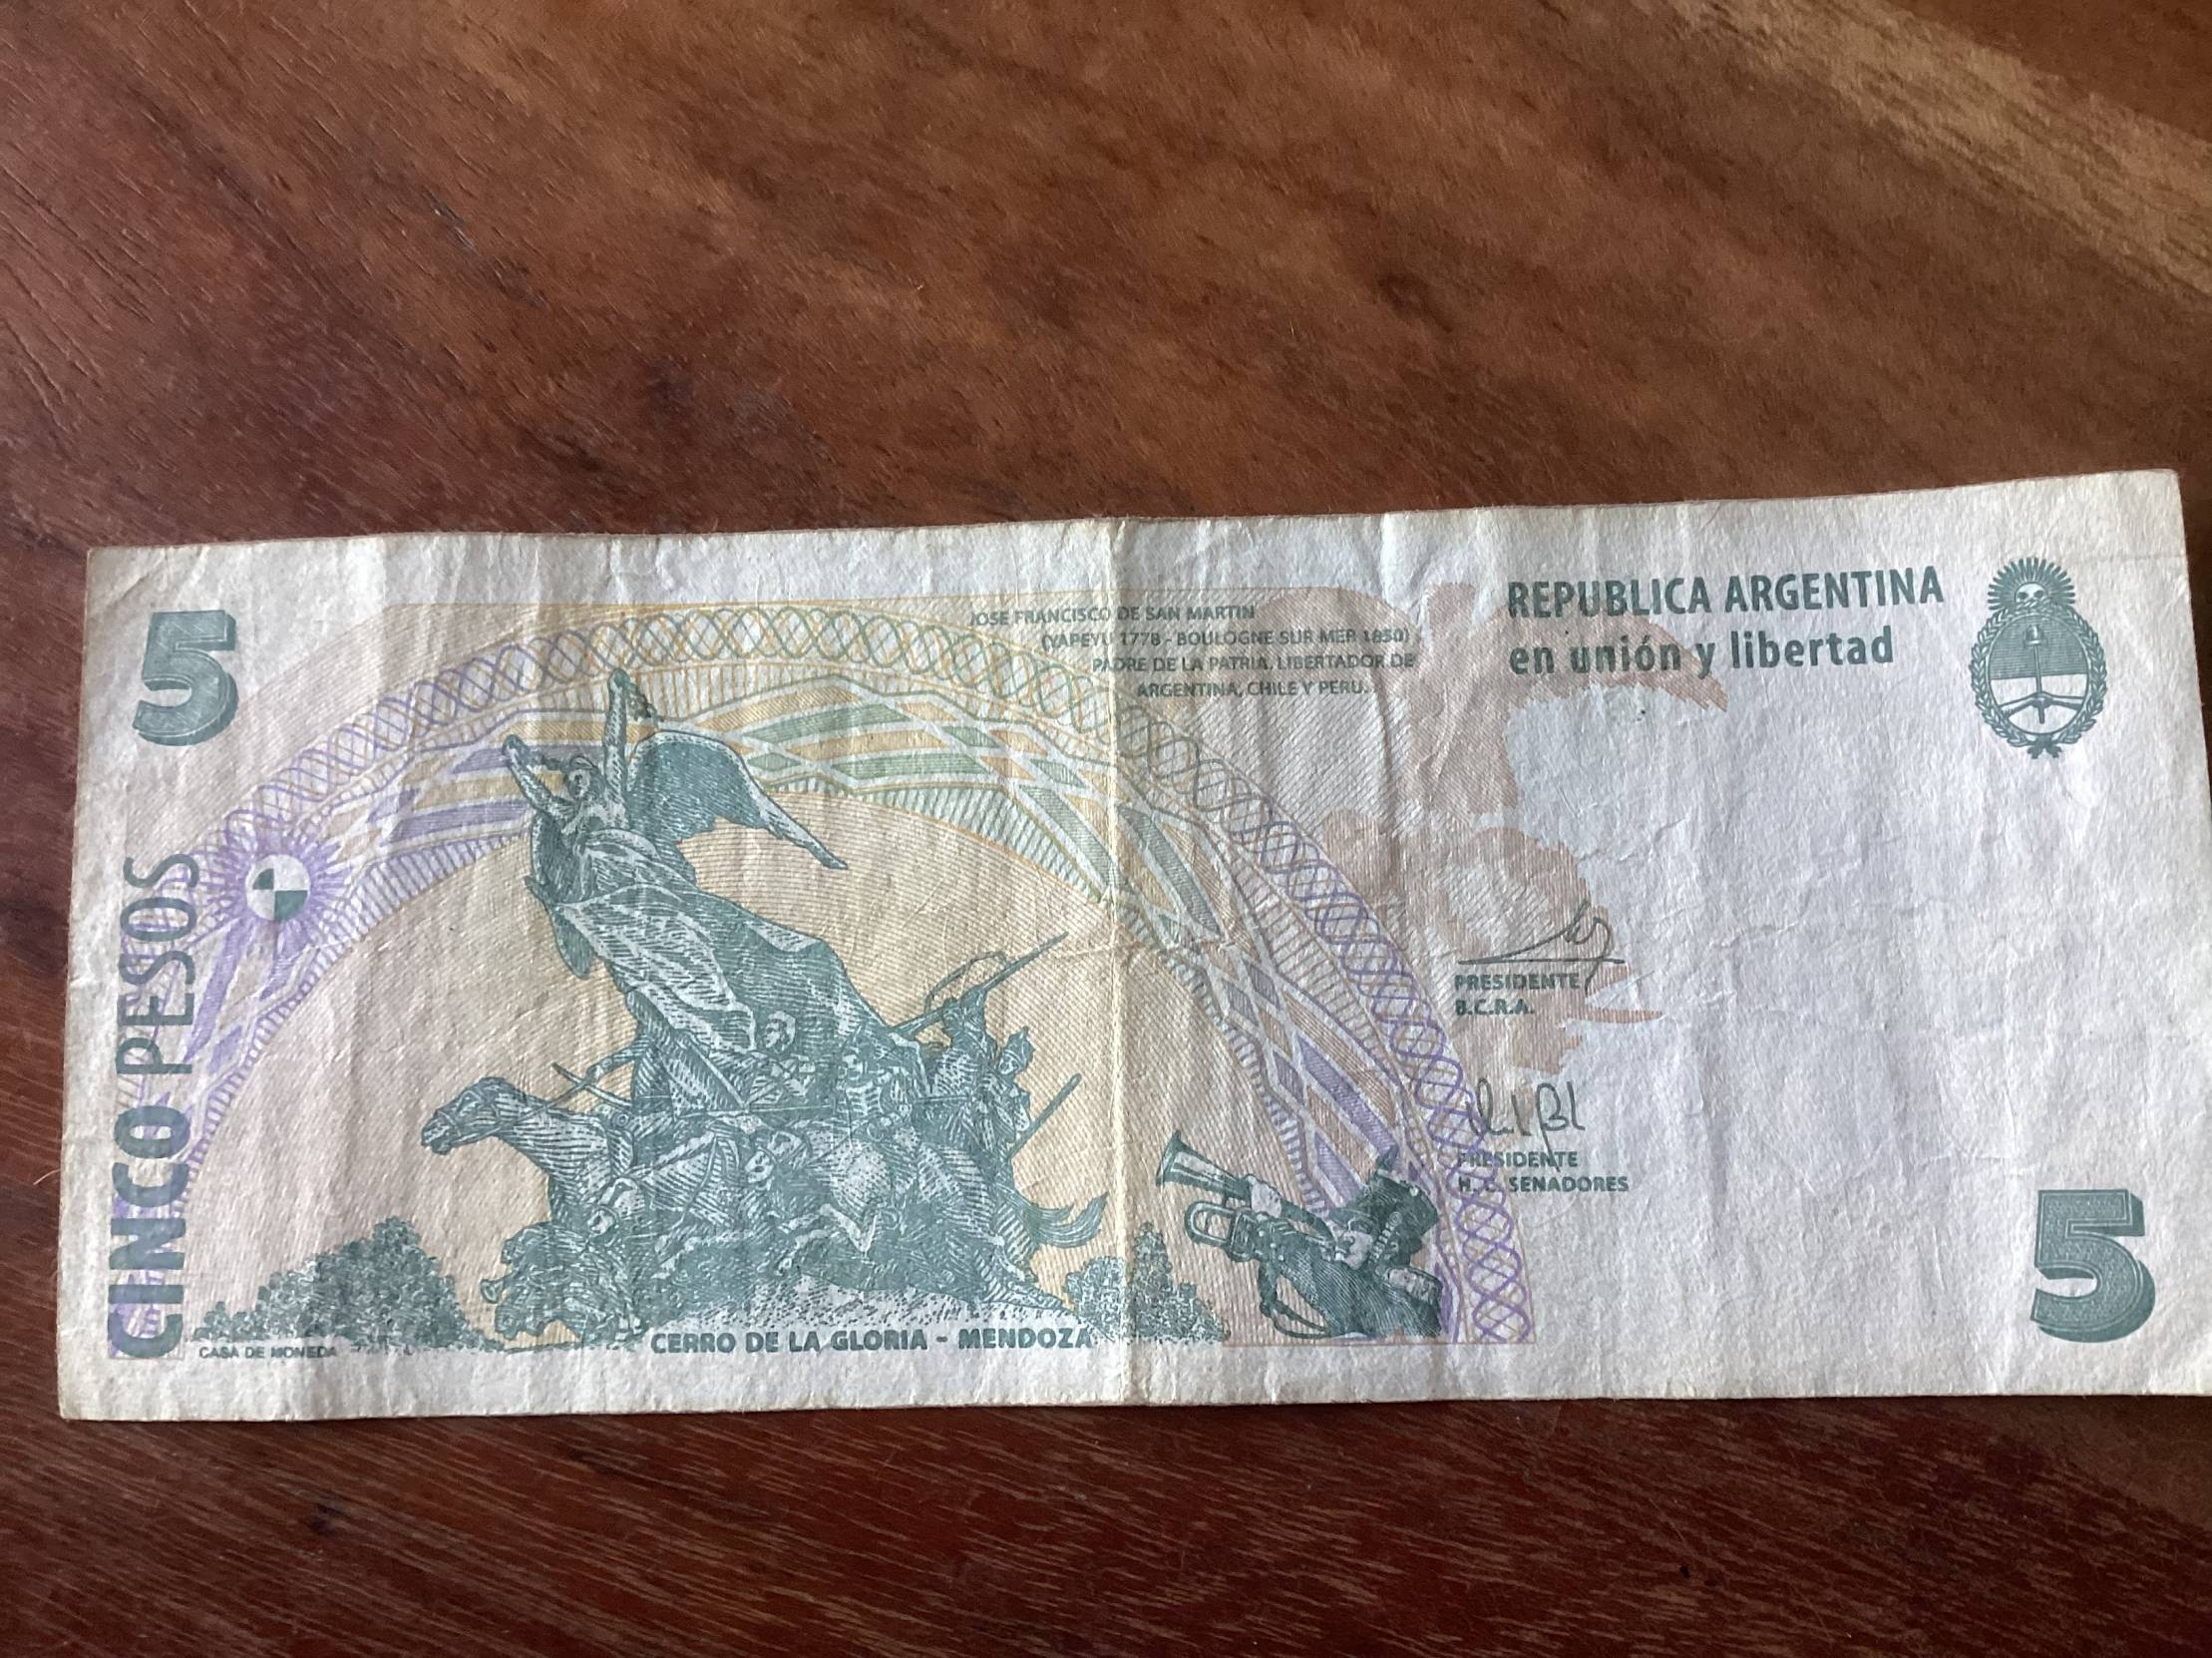 5
JOSE FRANCISCO DE SAN MARTIN
(YAPEYU 1778 - BOULOGNE SUR MER 1850)
PADRE DE LA PATRIA. LIBERTADOR DE
ARGENTINA, CHILE Y PERU.
REPUBLICA ARGENTINA
en unión y libertad
CINCO PESOS
PRESIDENTE
B.C.R.A.
PRESIDENTE
H. C. SENADORES
CASA DE MONEDA
CERRO DE LA GLORIA - MENDOZA
5